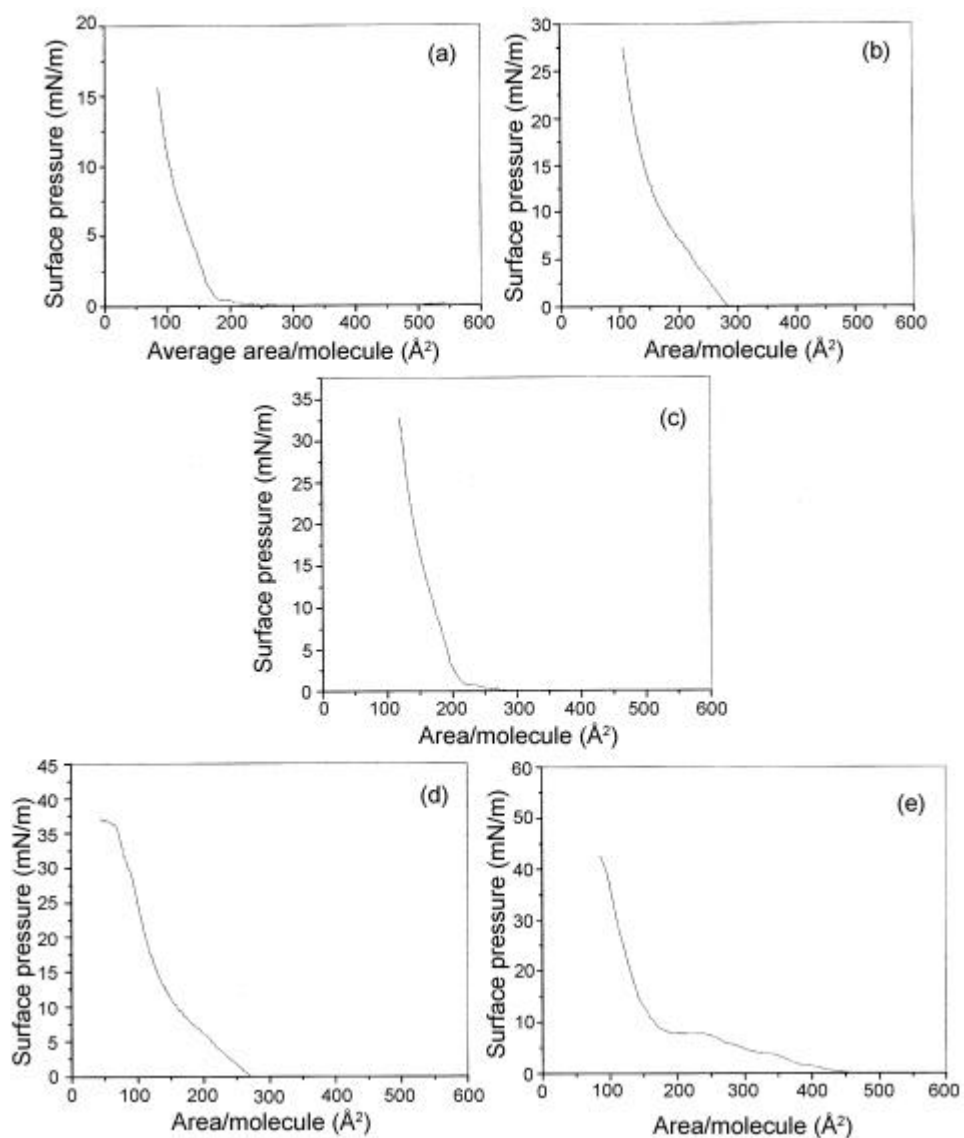 (a)
Surface pressure (mN/m)
20
15
10
5
0
0 100 200 300 400 500 600
Average area/molecule (Å²)
(b)
Surface pressure (mN/m)
30
25
20
15
10
5
0
0 100 200 300 400 500 600
Area/molecule (Å²)
(c)
Surface pressure (mN/m)
35
30
25
20
15
10
5
0
0 100 200 300 400 500 600
Area/molecule (Å²)
(d)
Surface pressure (mN/m)
45
40
35
30
25
20
15
10
5
0
0 100 200 300 400 500 600
Area/molecule (Å²)
(e)
Surface pressure (mN/m)
60
50
40
30
20
10
0
0 100 200 300 400 500 600
Area/molecule (Å²)